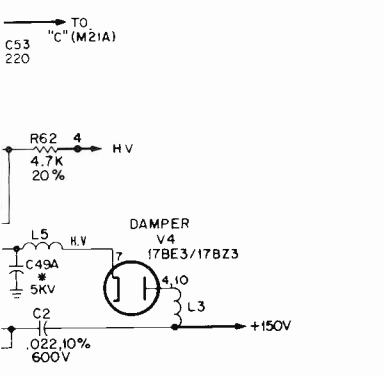 TO
"C" (M21A)
C53
220
R62 4
H V
4.7K
20%
DAMPER
V4
17BE3/17BZ3
L5
H.V
7
C49A
*
5KV
4,10
L3
C2
+150V
.022,10%
600V